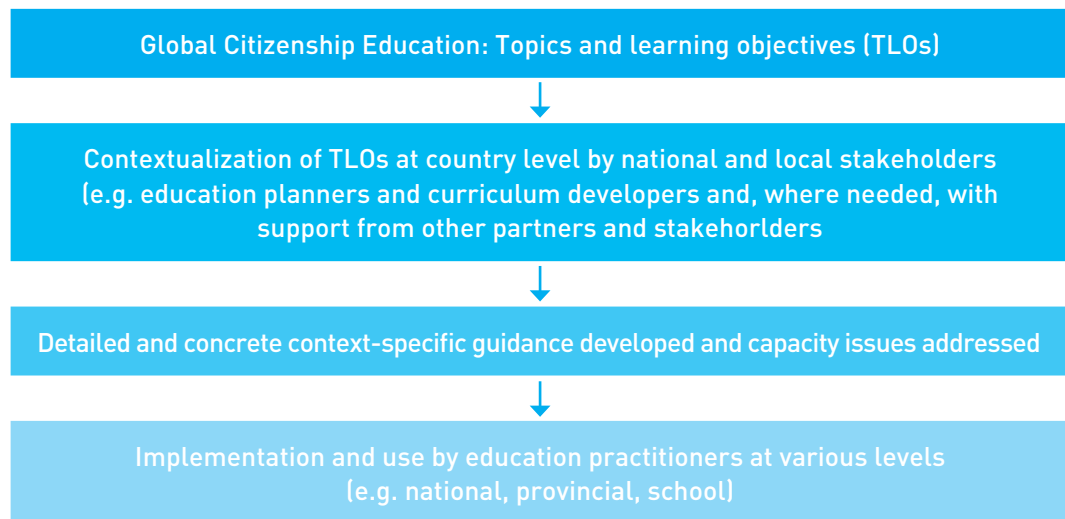 Global Citizenship Education: Topics and learning objectives (TLOs)
Contextualization of TLOs at country level by national and local stakeholders
(e.g. education planners and curriculum developers and, where needed, with
support from other partners and stakehorlders
Detailed and concrete context-specific guidance developed and capacity issues addressed
Implementation and use by education practitioners at various levels
(e.g. national, provincial, school)